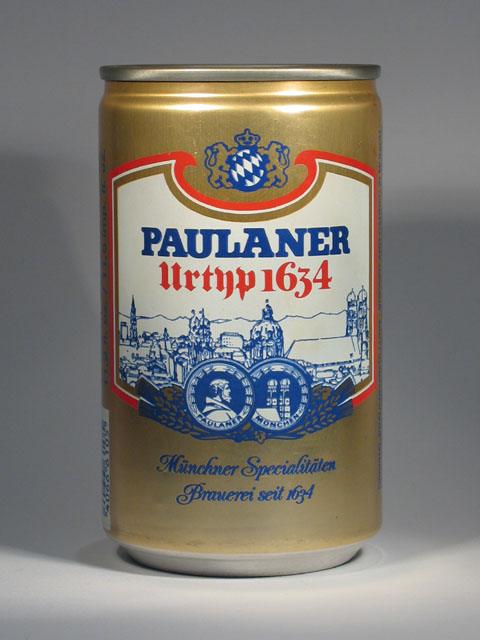 PAULANER
Urtyp 1634
PAULANER
MÜNCHEN
Münchner Specialitäten
Brauerei seit 1634